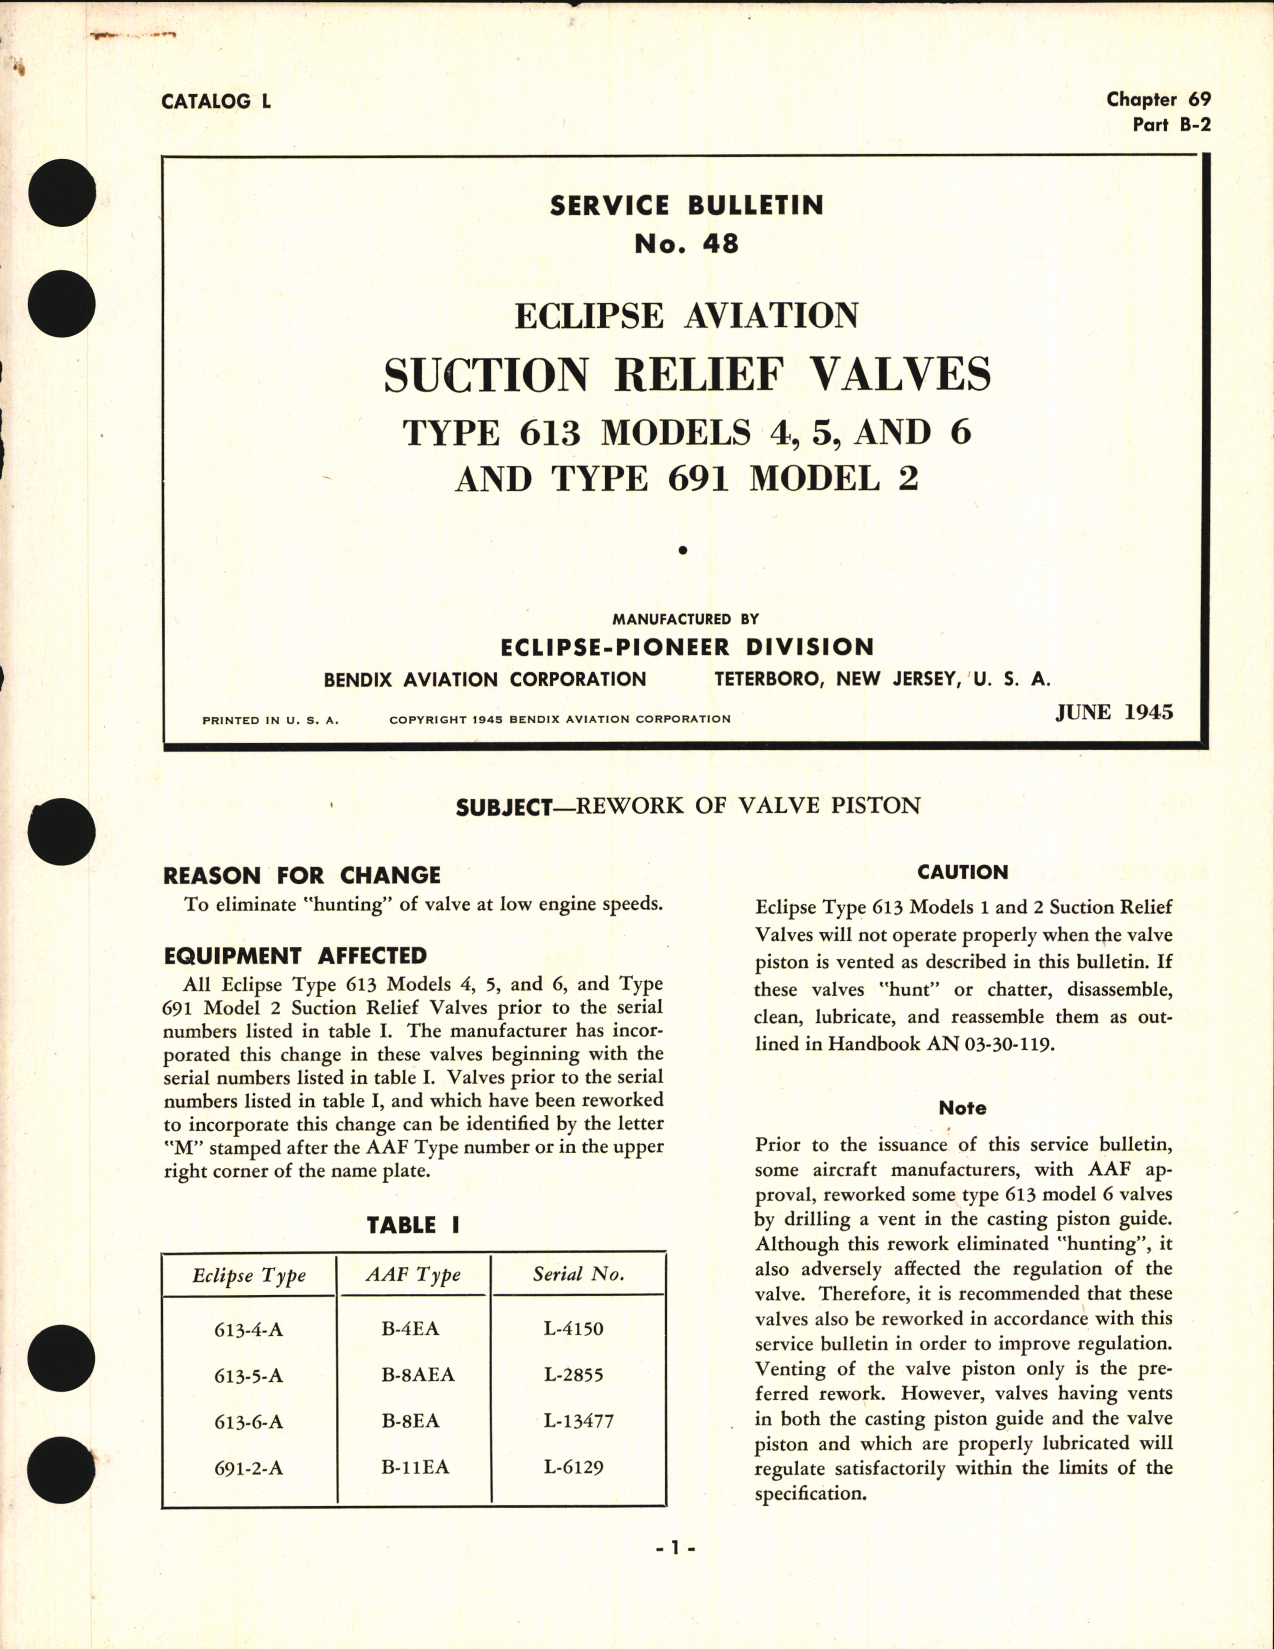 CATALOG L
Chapter 69
Part B-2
SERVICE BULLETIN
No. 48
ECLIPSE AVIATION
SUCTION RELIEF VALVES
TYPE 613 MODELS 4, 5, AND 6
AND TYPE 691 MODEL 2
•
MANUFACTURED BY
ECLIPSE-PIONEER DIVISION
BENDIX AVIATION CORPORATION TETERBORO, NEW JERSEY, U. S. A.
PRINTED IN U. S. A. COPYRIGHT 1945 BENDIX AVIATION CORPORATION
JUNE 1945
SUBJECT—REWORK OF VALVE PISTON
REASON FOR CHANGE
To eliminate "hunting" of valve at low engine speeds.
EQUIPMENT AFFECTED
All Eclipse Type 613 Models 4, 5, and 6, and Type
691 Model 2 Suction Relief Valves prior to the serial
numbers listed in table I. The manufacturer has incor-
porated this change in these valves beginning with the
serial numbers listed in table I. Valves prior to the serial
numbers listed in table I, and which have been reworked
to incorporate this change can be identified by the letter
"M" stamped after the AAF Type number or in the upper
right corner of the name plate.
TABLE I
Eclipse Type AAF Type Serial No.
613-4-A B-4EA L-4150
613-5-A B-8AEA L-2855
613-6-A B-8EA L-13477
691-2-A B-11EA L-6129
CAUTION
Eclipse Type 613 Models 1 and 2 Suction Relief
Valves will not operate properly when the valve
piston is vented as described in this bulletin. If
these valves "hunt" or chatter, disassemble,
clean, lubricate, and reassemble them as out-
lined in Handbook AN 03-30-119.
Note
Prior to the issuance of this service bulletin,
some aircraft manufacturers, with AAF ap-
proval, reworked some type 613 model 6 valves
by drilling a vent in the casting piston guide.
Although this rework eliminated "hunting", it
also adversely affected the regulation of the
valve. Therefore, it is recommended that these
valves also be reworked in accordance with this
service bulletin in order to improve regulation.
Venting of the valve piston only is the pre-
ferred rework. However, valves having vents
in both the casting piston guide and the valve
piston and which are properly lubricated will
regulate satisfactorily within the limits of the
specification.
- 1 -